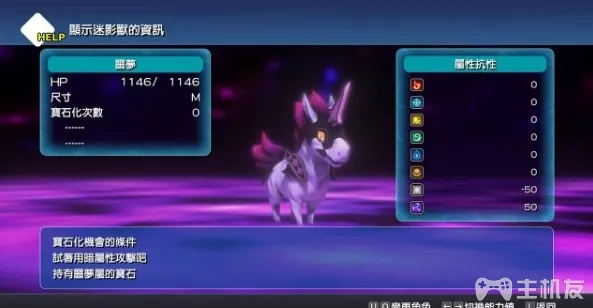 HELP
顯示迷影獸的資訊
噩夢
HP 1146/ 1146
尺寸 M
寶石化次數 0
------
------
屬性抗性
0
0
0
0
0
0
-50
50
寶石化機會的條件
試著用暗屬性攻擊吧
持有噩夢屬的寶石
主机友